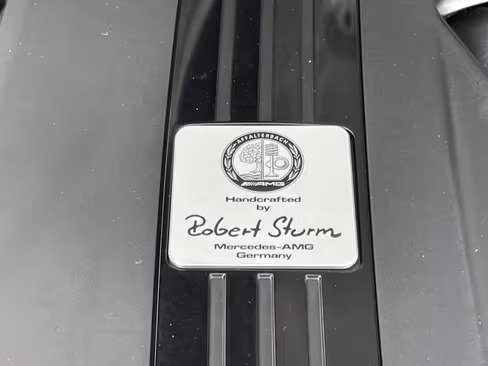 AFFALTERBACH
AMG
Handcrafted
by
Robert Sturm
Mercedes-AMG
Germany